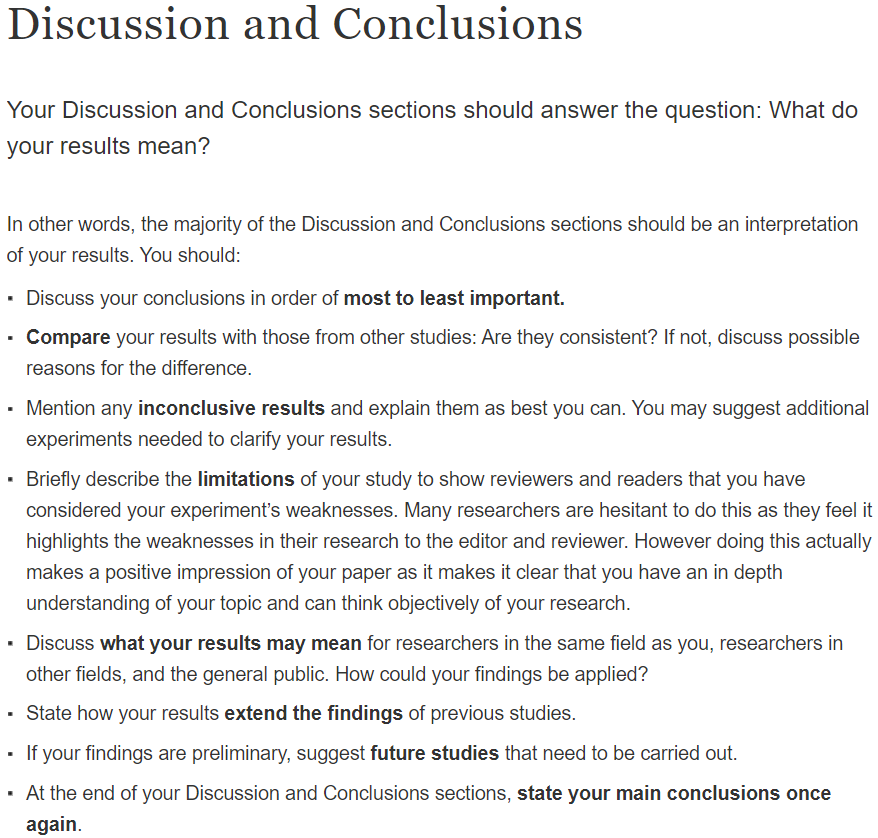 Discussion and Conclusions
Your Discussion and Conclusions sections should answer the question: What do
your results mean?
In other words, the majority of the Discussion and Conclusions sections should be an interpretation
of your results. You should:
▪ Discuss your conclusions in order of most to least important.
▪ Compare your results with those from other studies: Are they consistent? If not, discuss possible
reasons for the difference.
▪ Mention any inconclusive results and explain them as best you can. You may suggest additional
experiments needed to clarify your results.
▪ Briefly describe the limitations of your study to show reviewers and readers that you have
considered your experiment’s weaknesses. Many researchers are hesitant to do this as they feel it
highlights the weaknesses in their research to the editor and reviewer. However doing this actually
makes a positive impression of your paper as it makes it clear that you have an in depth
understanding of your topic and can think objectively of your research.
▪ Discuss what your results may mean for researchers in the same field as you, researchers in
other fields, and the general public. How could your findings be applied?
▪ State how your results extend the findings of previous studies.
▪ If your findings are preliminary, suggest future studies that need to be carried out.
▪ At the end of your Discussion and Conclusions sections, state your main conclusions once
again.